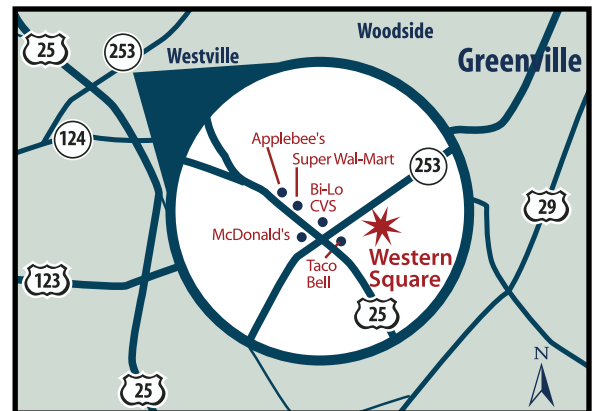 Woodside
25
253
Westville
Greenville
124
Applebee's
Super Wal-Mart
Bi-Lo
CVS
253
29
McDonald's
Taco
Bell
Western
Square
123
25
25
N